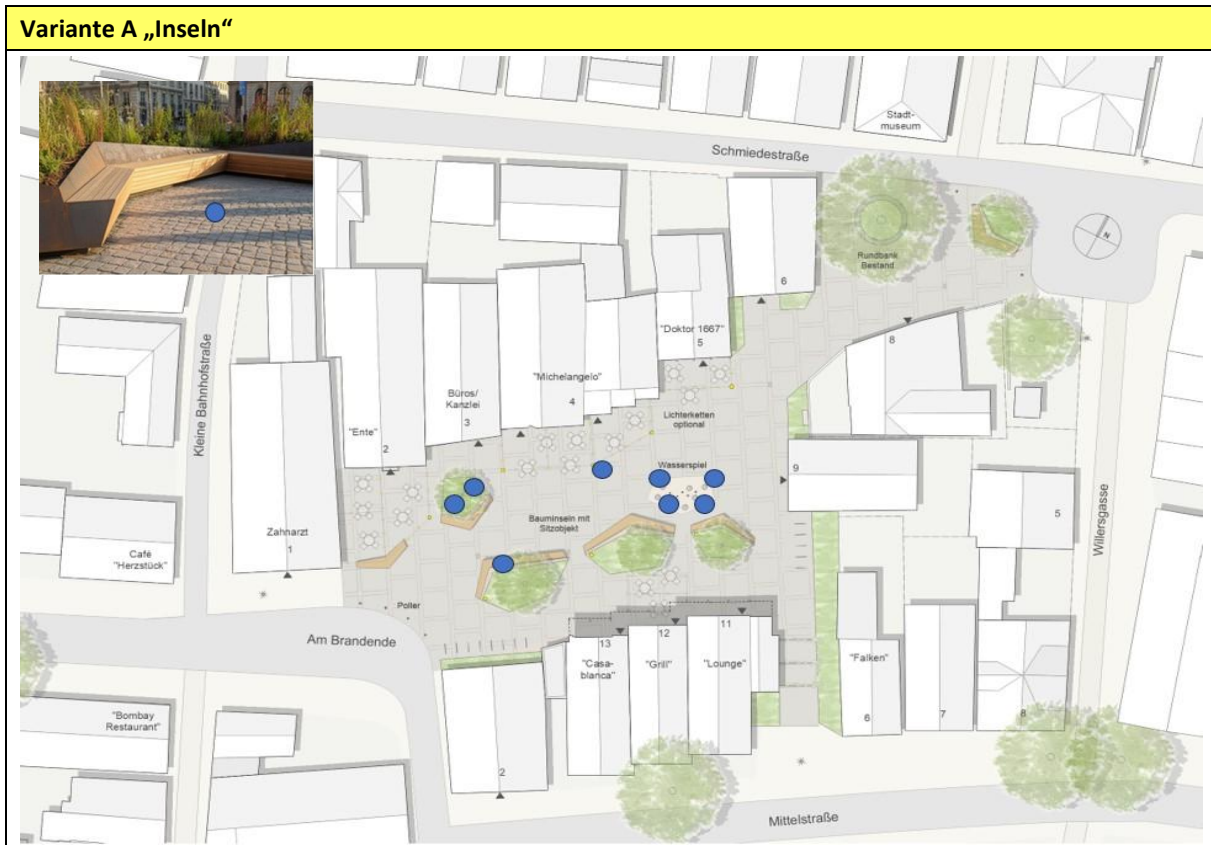 Variante A „Inseln“
Stadt-
museum
Schmiedestraße
N
Rundbank
Bestand
6
"Doktor 1667"
5
8
Kleine Bahnhofstraße
"Michelangelo"
4
Büros/
Kanzlei
3
"Ente"
2
Lichterketten
optional
Wasserspiel
9
Zahnarzt
1
Bauminseln mit
Sitzobjekt
5
Willersgasse
Café
"Herzstück"
Poller
Am Brandende
13
"Casa-
blanca"
12
"Grill"
11
"Lounge"
"Falken"
6
7
8
"Bombay
Restaurant"
2
Mittelstraße